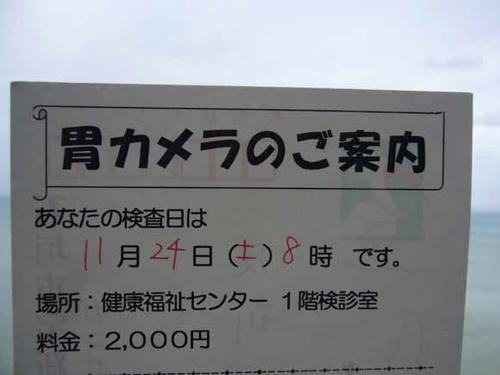 胃カメラのご案内
あなたの検査日は
11月24日(土)8時 です。
場所：健康福祉センター １階検診室
料金：２,０００円